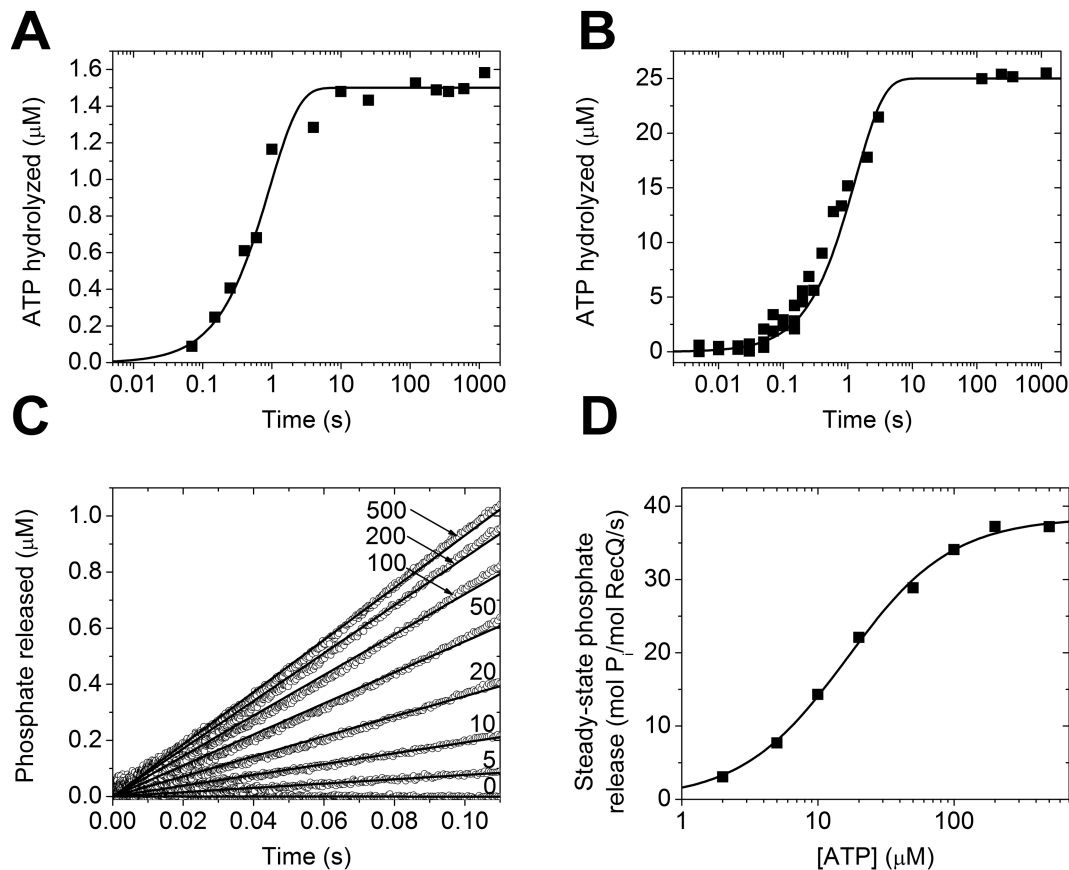 A
ATP hydrolyzed (μM)
1.6
1.4
1.2
1.0
0.8
0.6
0.4
0.2
0.0
0.01 0.1 1 10 100 1000
Time (s)
B
ATP hydrolyzed (μM)
25
20
15
10
5
0
0.01 0.1 1 10 100 1000
Time (s)
C
Phosphate released (μM)
1.0
0.8
0.6
0.4
0.2
0.0
500
200
100
50
20
10
5
0
0.00 0.02 0.04 0.06 0.08 0.10
Time (s)
D
Steady-state phosphate
release (mol Pi/mol RecQ/s)
40
30
20
10
0
1 10 100
[ATP] (μM)